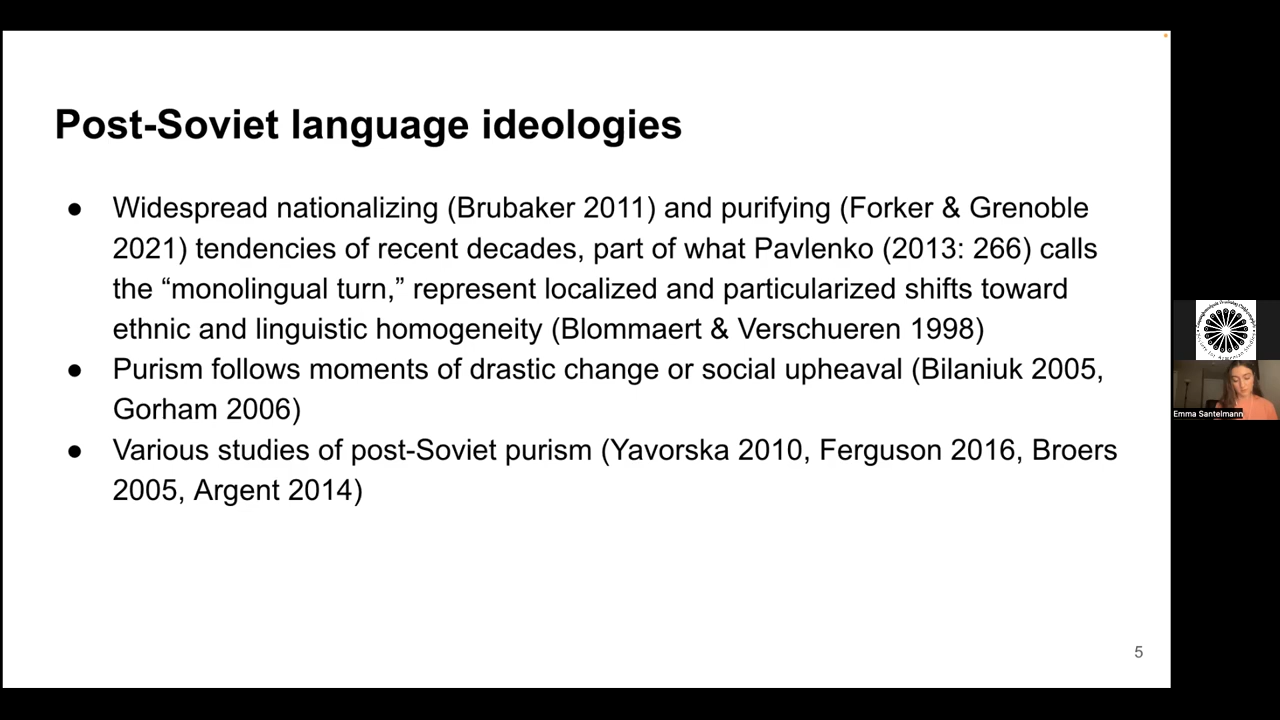 Post-Soviet language ideologies
● Widespread nationalizing (Brubaker 2011) and purifying (Forker & Grenoble
2021) tendencies of recent decades, part of what Pavlenko (2013: 266) calls
the “monolingual turn,” represent localized and particularized shifts toward
ethnic and linguistic homogeneity (Blommaert & Verschueren 1998)
● Purism follows moments of drastic change or social upheaval (Bilaniuk 2005,
Gorham 2006)
● Various studies of post-Soviet purism (Yavorska 2010, Ferguson 2016, Broers
2005, Argent 2014)
5
Emma Santelmann